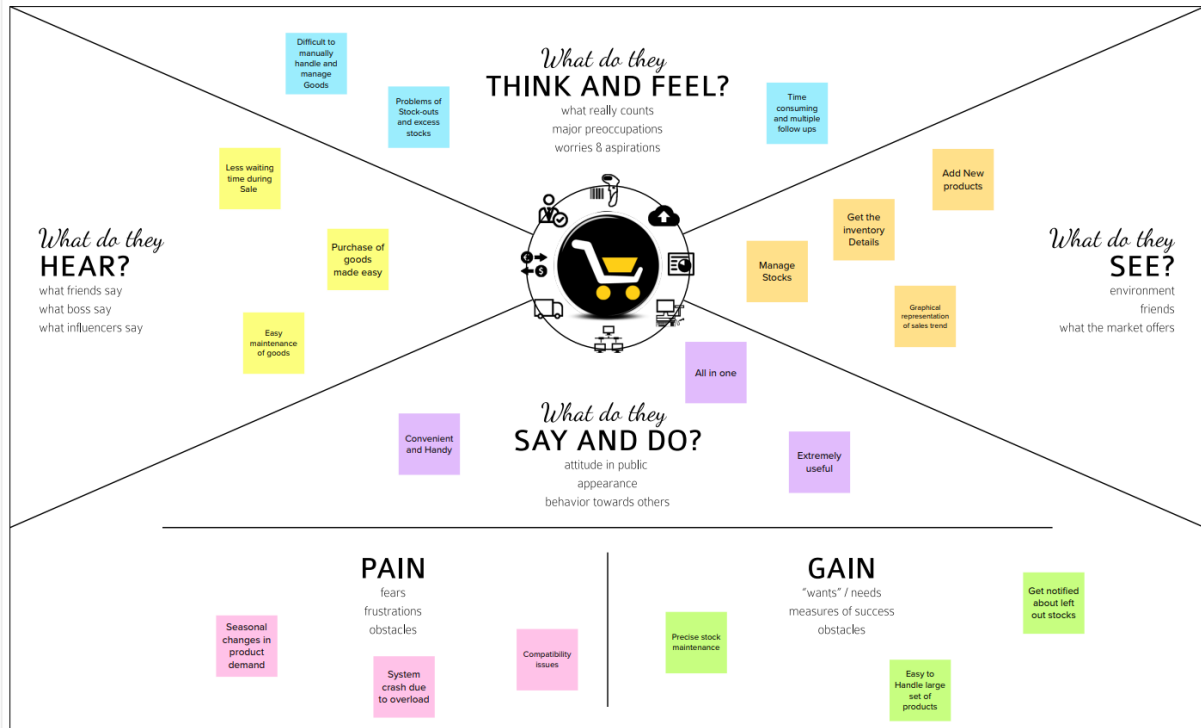 Difficult to
manually
handle and
manage
Goods
Problems of
Stock-outs
and excess
stocks
What do they
THINK AND FEEL?
what really counts
major preoccupations
worries 8 aspirations
Time
consuming
and multiple
follow ups
Less waiting
time during
Sale
Purchase of
goods
made easy
Easy
maintenance
of goods
What do they
HEAR?
what friends say
what boss say
what influencers say
Add New
products
Get the
inventory
Details
Manage
Stocks
Graphical
representation
of sales trend
What do they
SEE?
environment
friends
what the market offers
All in one
Convenient
and Handy
What do they
SAY AND DO?
attitude in public
appearance
behavior towards others
Extremely
useful
PAIN
fears
frustrations
obstacles
Seasonal
changes in
product
demand
System
crash due
to overload
Compatibility
issues
GAIN
"wants" / needs
measures of success
obstacles
Precise stock
maintenance
Easy to
Handle large
set of
products
Get notified
about left
out stocks